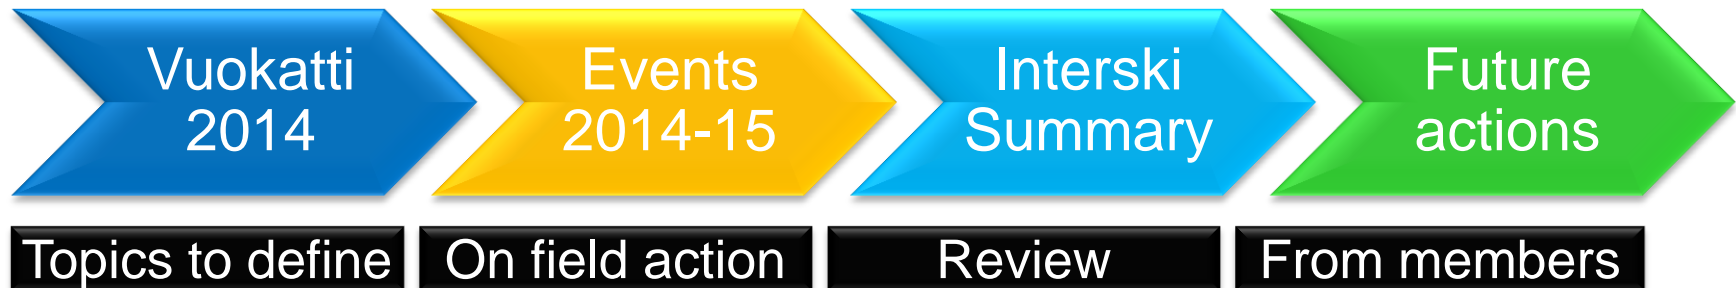 Vuokatti
2014
Events
2014-15
Interski
Summary
Future
actions
Topics to define
On field action
Review
From members